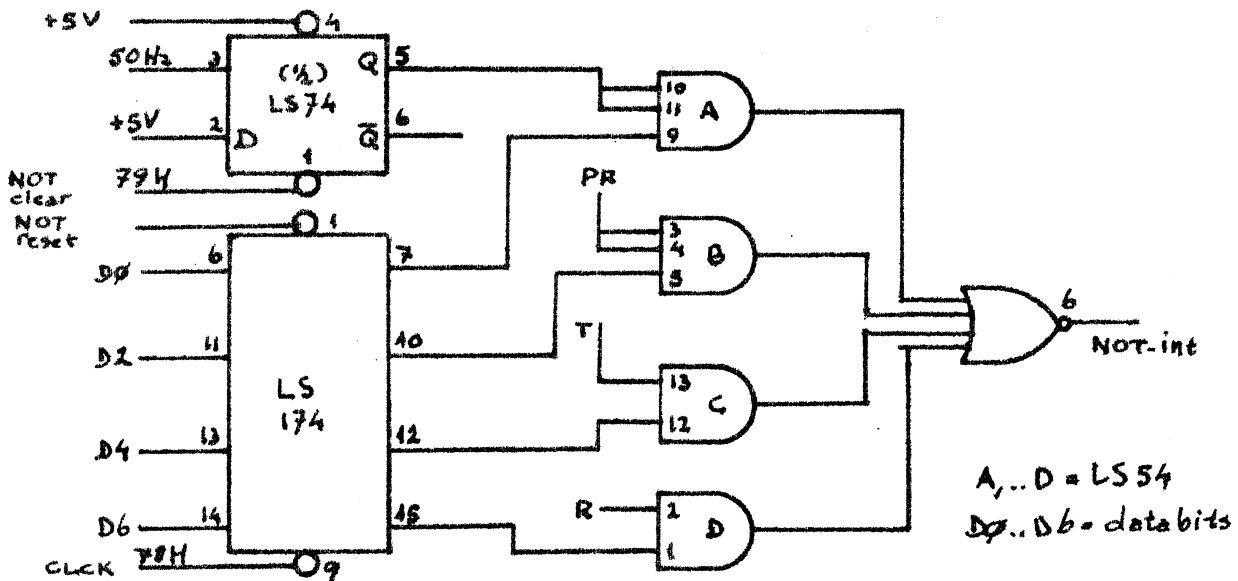 +5V
4
50Hz
3
(½)
LS74
Q
5
+5V
2
D
Q̅
6
1
NOT
clear
79H
NOT
reset
1
10
11
9
A
PR
3
4
5
B
D0
6
7
D2
11
10
LS
174
T
13
12
C
D4
13
12
R
2
1
D
D6
14
15
CLCK
78H
9
6
NOT-int
A,..D = LS54
DØ..D6 = databits